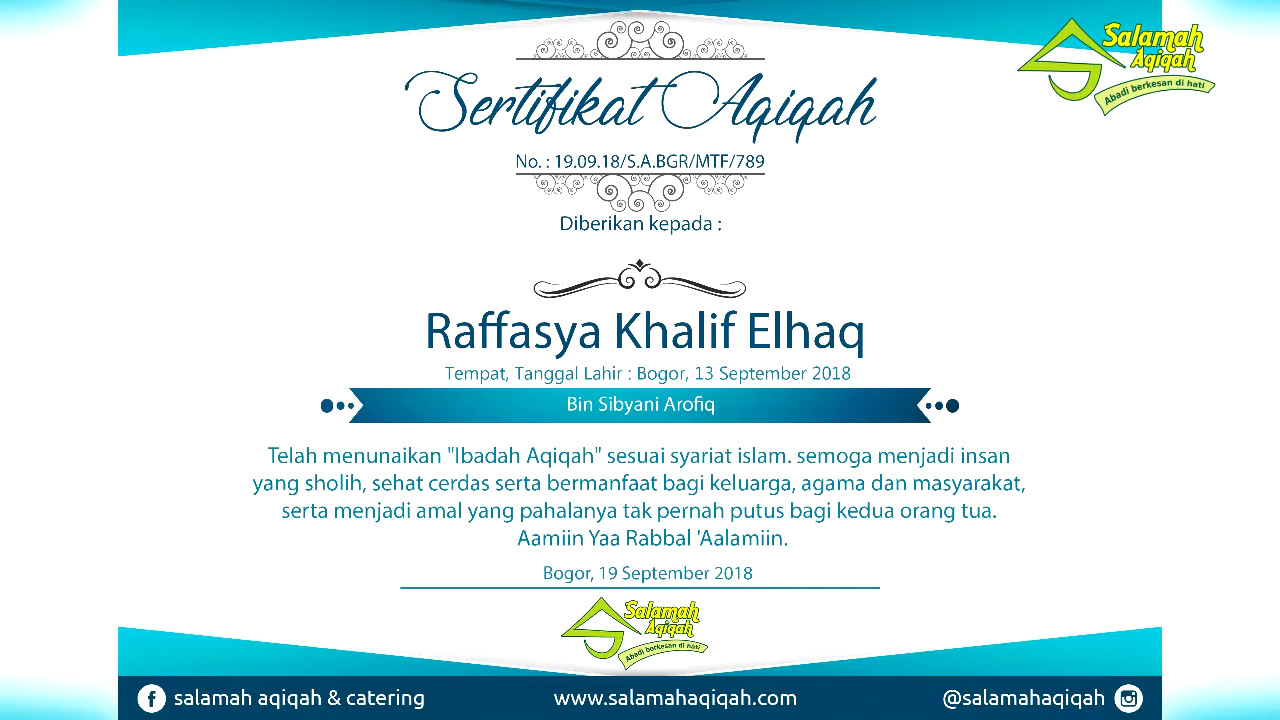 Salamah
Aqiqah
Abadi berkesan di hati
Sertifikat Aqiqah
No. : 19.09.18/S.A.BGR/MTF/789
Diberikan kepada :
Raffasya Khalif Elhaq
Tempat, Tanggal Lahir : Bogor, 13 September 2018
Bin Sibyani Arofiq
Telah menunaikan "Ibadah Aqiqah" sesuai syariat islam. semoga menjadi insan
yang sholih, sehat cerdas serta bermanfaat bagi keluarga, agama dan masyarakat,
serta menjadi amal yang pahalanya tak pernah putus bagi kedua orang tua.
Aamiin Yaa Rabbal 'Aalamiin.
Bogor, 19 September 2018
Salamah
Aqiqah
Abadi berkesan di hati
salamah aqiqah & catering
www.salamahaqiqah.com
@salamahaqiqah